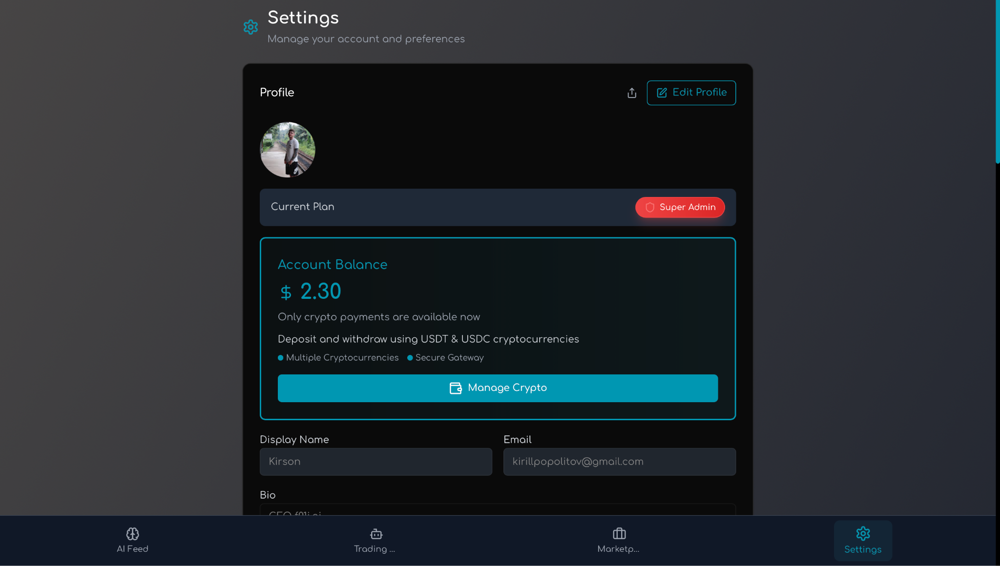 Settings
Manage your account and preferences
Profile
Edit Profile
Current Plan
Super Admin
Account Balance
$ 2.30
Only crypto payments are available now
Deposit and withdraw using USDT & USDC cryptocurrencies
Multiple Cryptocurrencies
Secure Gateway
Manage Crypto
Display Name
Email
Kirson
kirillpopolitov@gmail.com
Bio
AI Feed
Trading ...
Marketp...
Settings